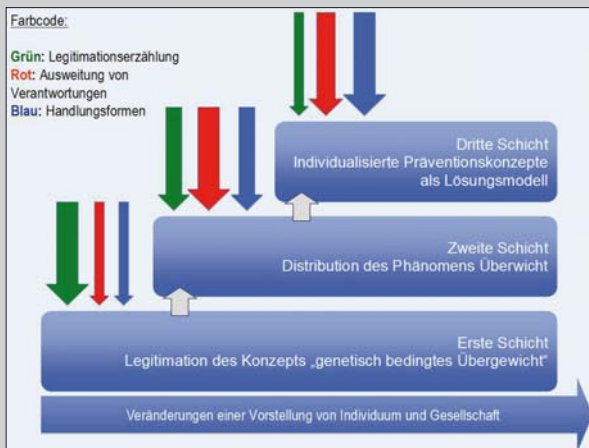 Farbcode:
Grün: Legitimationserzählung
Rot: Ausweitung von
Verantwortungen
Blau: Handlungsformen
Dritte Schicht
Individualisierte Präventionskonzepte
als Lösungsmodell
Zweite Schicht
Distribution des Phänomens Überwicht
Erste Schicht
Legitimation des Konzepts „genetisch bedingtes Übergewicht“
Veränderungen einer Vorstellung von Individuum und Gesellschaft